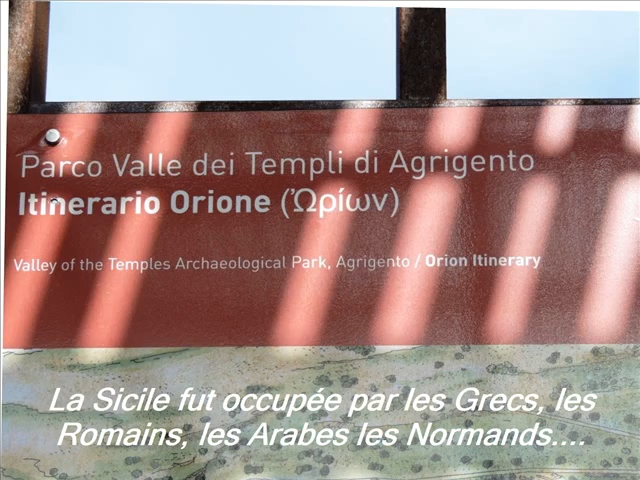 Parco Valle dei Templi di Agrigento
Itinerario Orione (Ὠρίων)
Valley of the Temples Archaeological Park, Agrigento / Orion Itinerary
La Sicile fut occupée par les Grecs, les
Romains, les Arabes les Normands....